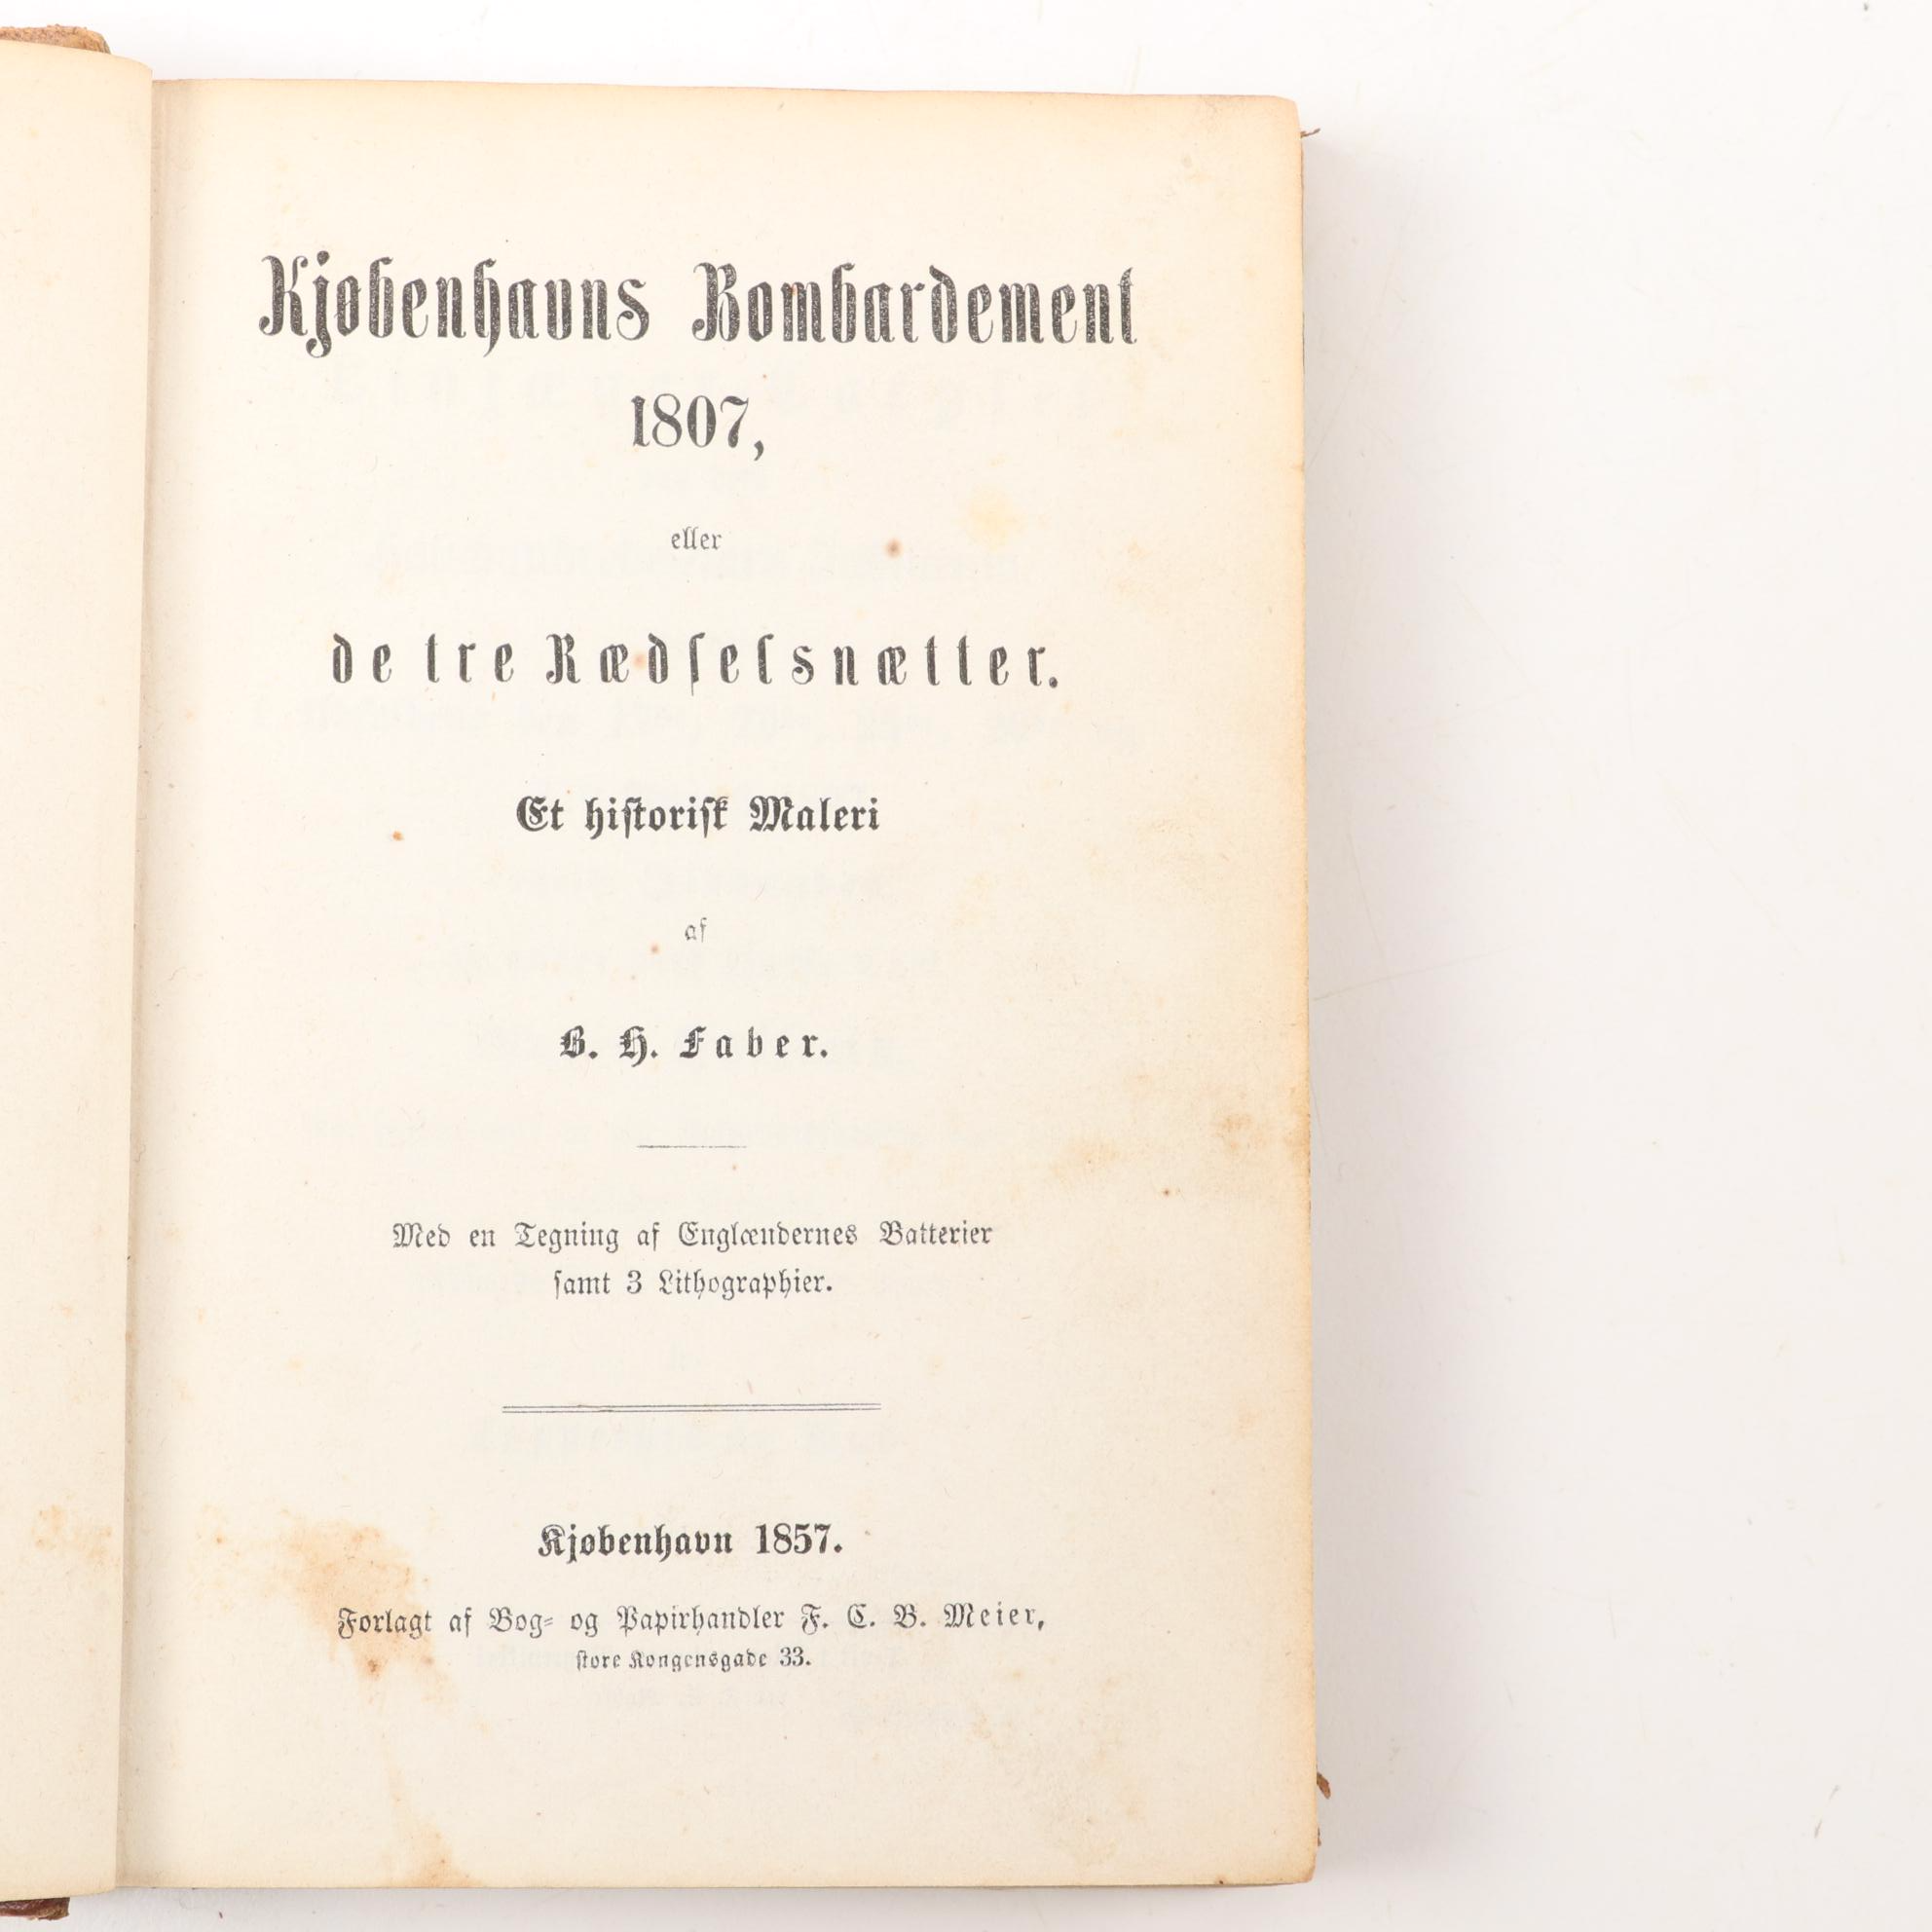 Kjøbenhavns Bombardement
1807,
eller
de tre Rædſelsnætter.
Et hiſtoriſk Maleri
af
B. H. Faber.
Med en Tegning af Englændernes Batterier
ſamt 3 Lithographier.
Kjøbenhavn 1857.
Forlagt af Bog- og Papirhandler F. C. B. Meier,
ſtore Kongensgade 33.